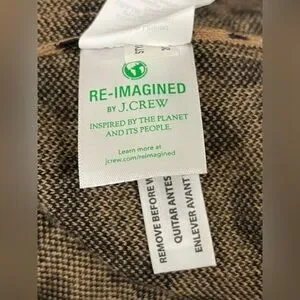 RE-IMAGINED
BY J.CREW
INSPIRED BY THE PLANET
AND ITS PEOPLE.
Learn more at
jcrew.com/reimagined
REMOVE BEFORE
QUITAR ANTES
ENLEVER AVANT